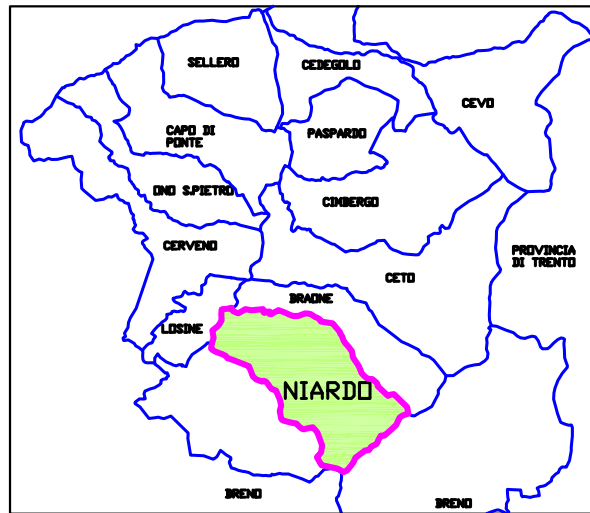 SELLERO
CEDEGOLO
CEVO
CAPO DI
PONTE
PASPARDO
ONO S.PIETRO
CIMBERGO
CERVENO
PROVINCIA
DI TRENTO
CETO
BRAONE
LOSINE
NIARDO
BRENO
BRENO